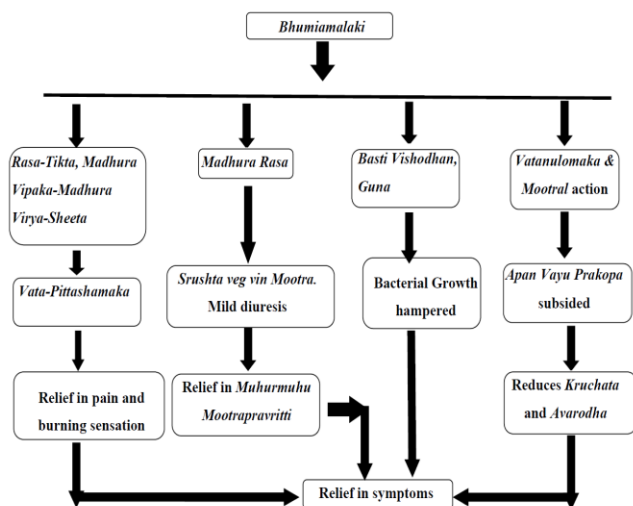 Bhumiamalaki
Rasa-Tikta, Madhura
Vipaka-Madhura
Virya-Sheeta
Madhura Rasa
Basti Vishodhan,
Guna
Vatanulomaka &
Mootral action
Vata-Pittashamaka
Srushta veg vin Mootra.
Mild diuresis
Bacterial Growth
hampered
Apan Vayu Prakopa
subsided
Relief in pain and
burning sensation
Relief in Muhurmuhu
Mootrapravritti
Reduces Kruchata
and Avarodha
Relief in symptoms